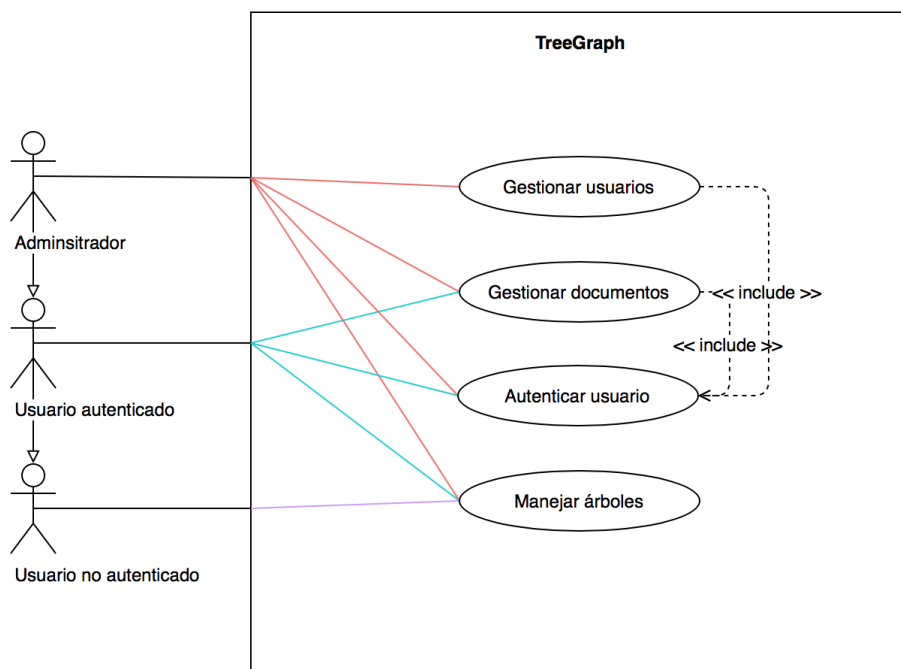 TreeGraph
Gestionar usuarios
Adminsitrador
Gestionar documentos
<< include >>
<< include >>
Autenticar usuario
Usuario autenticado
Manejar árboles
Usuario no autenticado